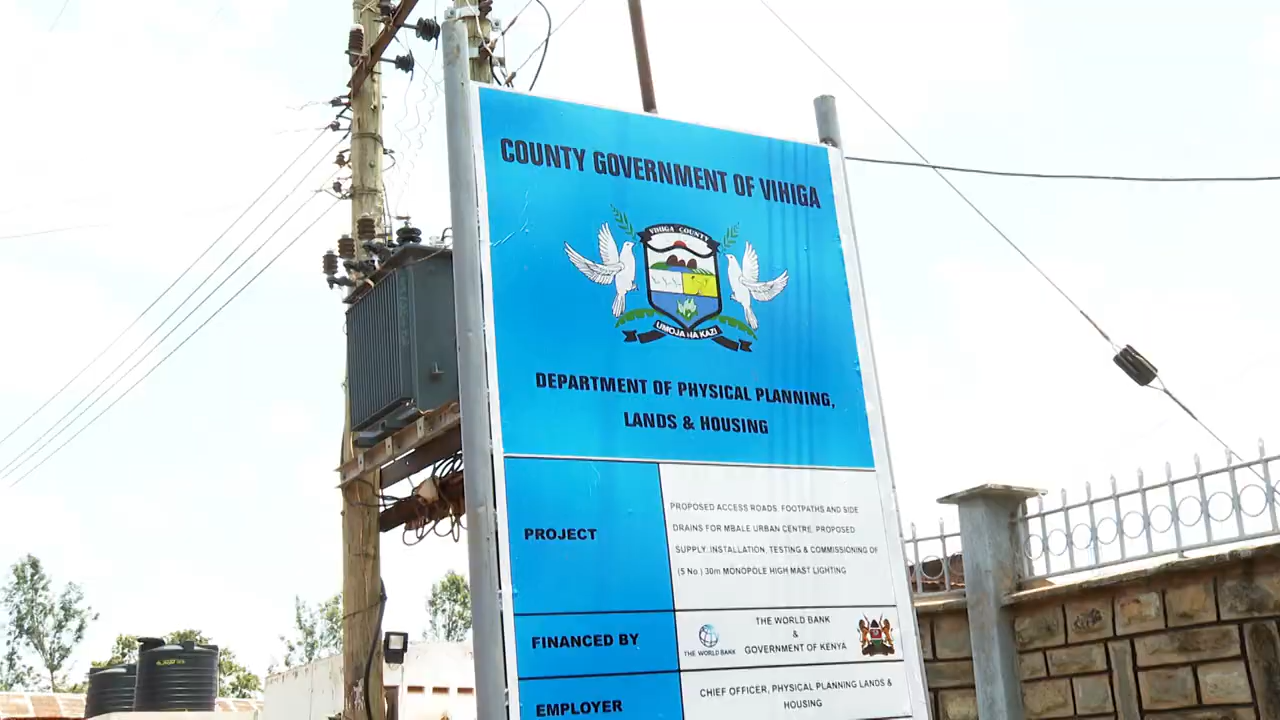 COUNTY GOVERNMENT OF VIHIGA
VIHIGA COUNTY
UMOJA NA KAZI
DEPARTMENT OF PHYSICAL PLANNING,
LANDS & HOUSING
PROJECT
PROPOSED ACCESS ROADS, FOOTPATHS AND SIDE
DRAINS FOR MBALE URBAN CENTRE, PROPOSED
SUPPLY, INSTALLATION, TESTING & COMMISSIONING OF
(5 No.) 30m MONOPOLE HIGH MAST LIGHTING
FINANCED BY
THE WORLD BANK
THE WORLD BANK
&
GOVERNMENT OF KENYA
EMPLOYER
CHIEF OFFICER, PHYSICAL PLANNING LANDS &
HOUSING